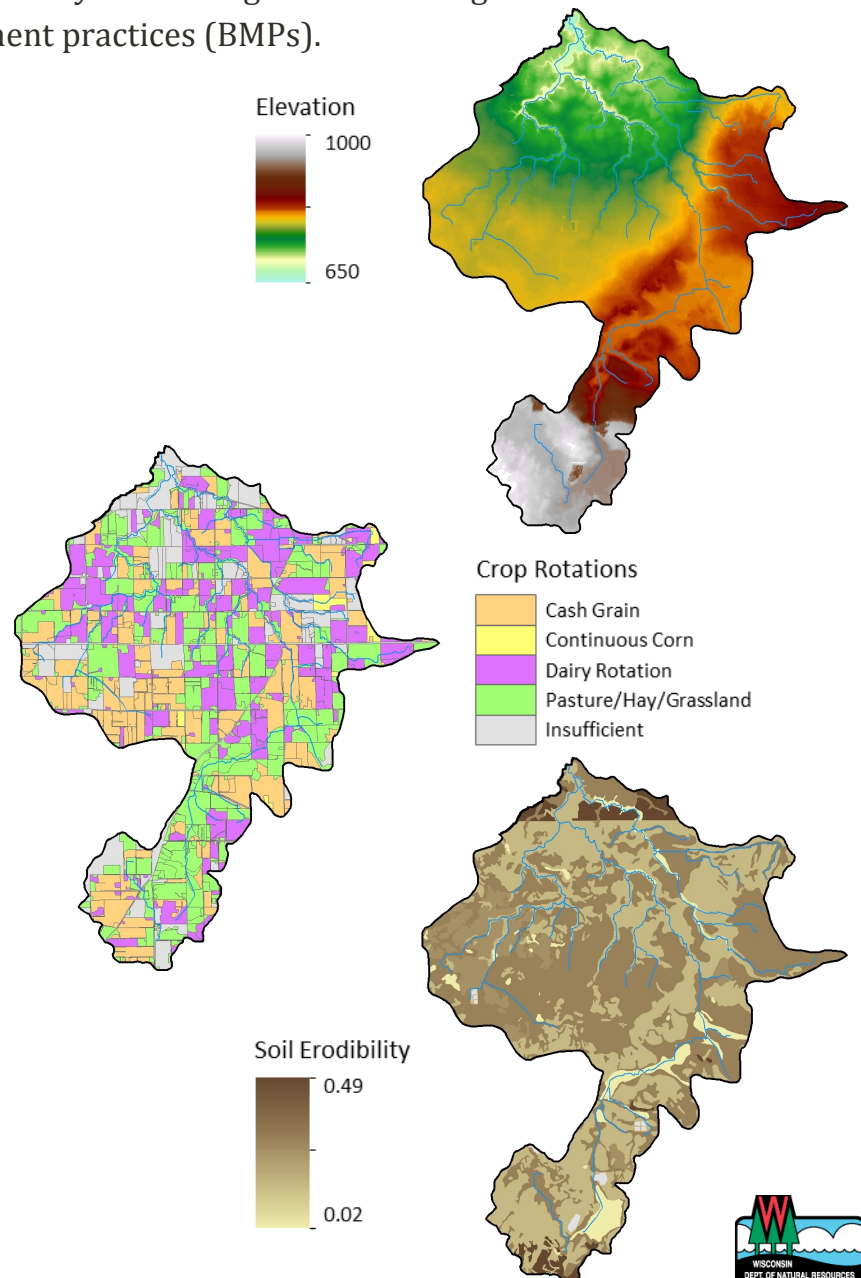 ment practices (BMPs).
Elevation
1000
650
Crop Rotations
Cash Grain
Continuous Corn
Dairy Rotation
Pasture/Hay/Grassland
Insufficient
Soil Erodibility
0.49
0.02
W
WISCONSIN
DEPT. OF NATURAL RESOURCES